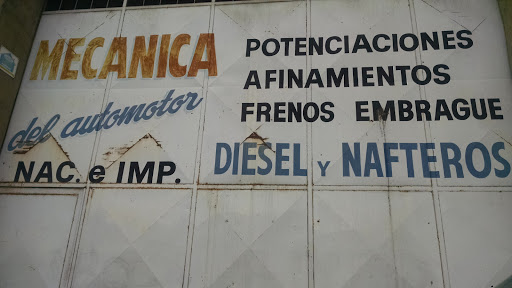 MECANICA
del automotor
NAC. e IMP.
POTENCIACIONES
AFINAMIENTOS
FRENOS EMBRAGUE
DIESEL Y NAFTEROS